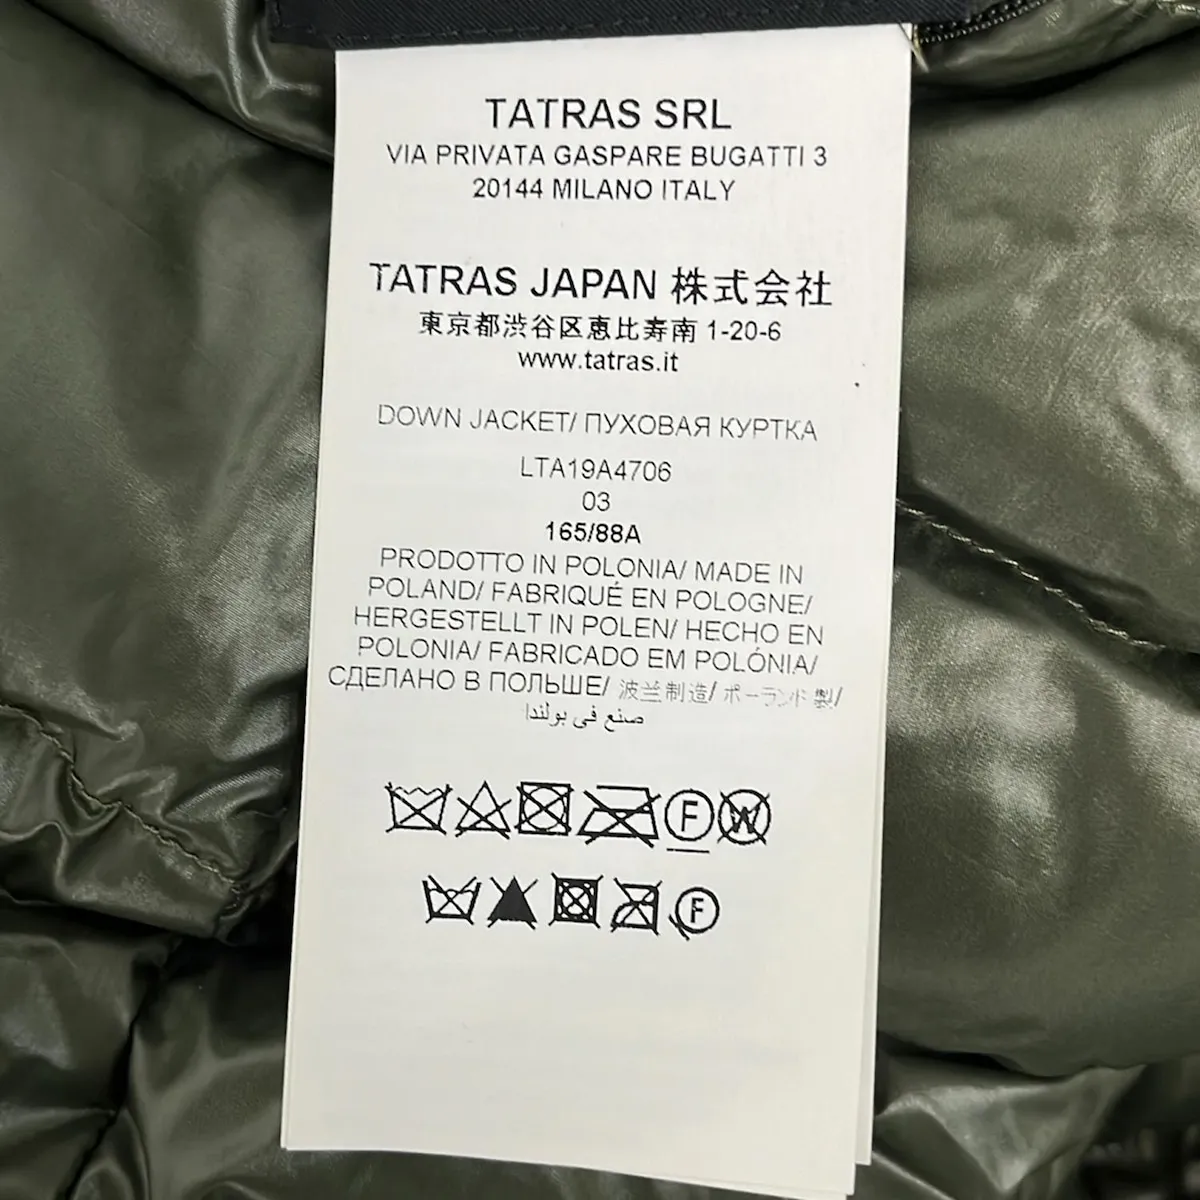 TATRAS SRL
VIA PRIVATA GASPARE BUGATTI 3
20144 MILANO ITALY
TATRAS JAPAN 株式会社
東京都渋谷区恵比寿南 1-20-6
www.tatras.it
DOWN JACKET/ ПУХОВАЯ КУРТКА
LTA19A4706
03
165/88A
PRODOTTO IN POLONIA/ MADE IN
POLAND/ FABRIQUÉ EN POLOGNE/
HERGESTELLT IN POLEN/ HECHO EN
POLONIA/ FABRICADO EM POLÓNIA/
СДЕЛАНО В ПОЛЬШЕ/ 波兰制造/ ポーランド製/
صنع في بولندا
F W
F